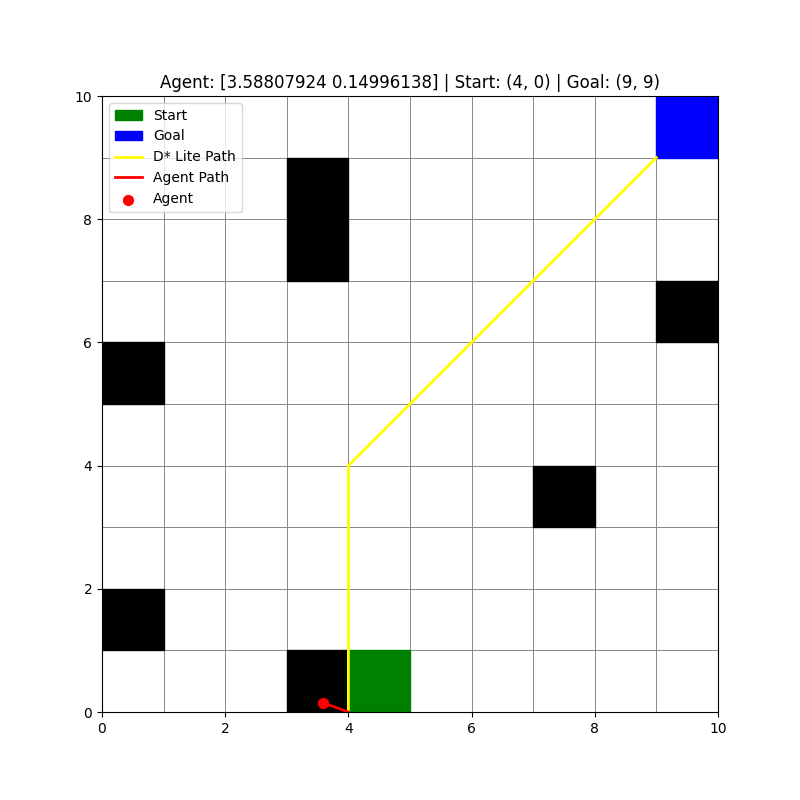 Agent: [3.58807924 0.14996138] | Start: (4, 0) | Goal: (9, 9)
10
Start
Goal
D* Lite Path
Agent Path
Agent
8
6
4
2
0
0 2 4 6 8 10